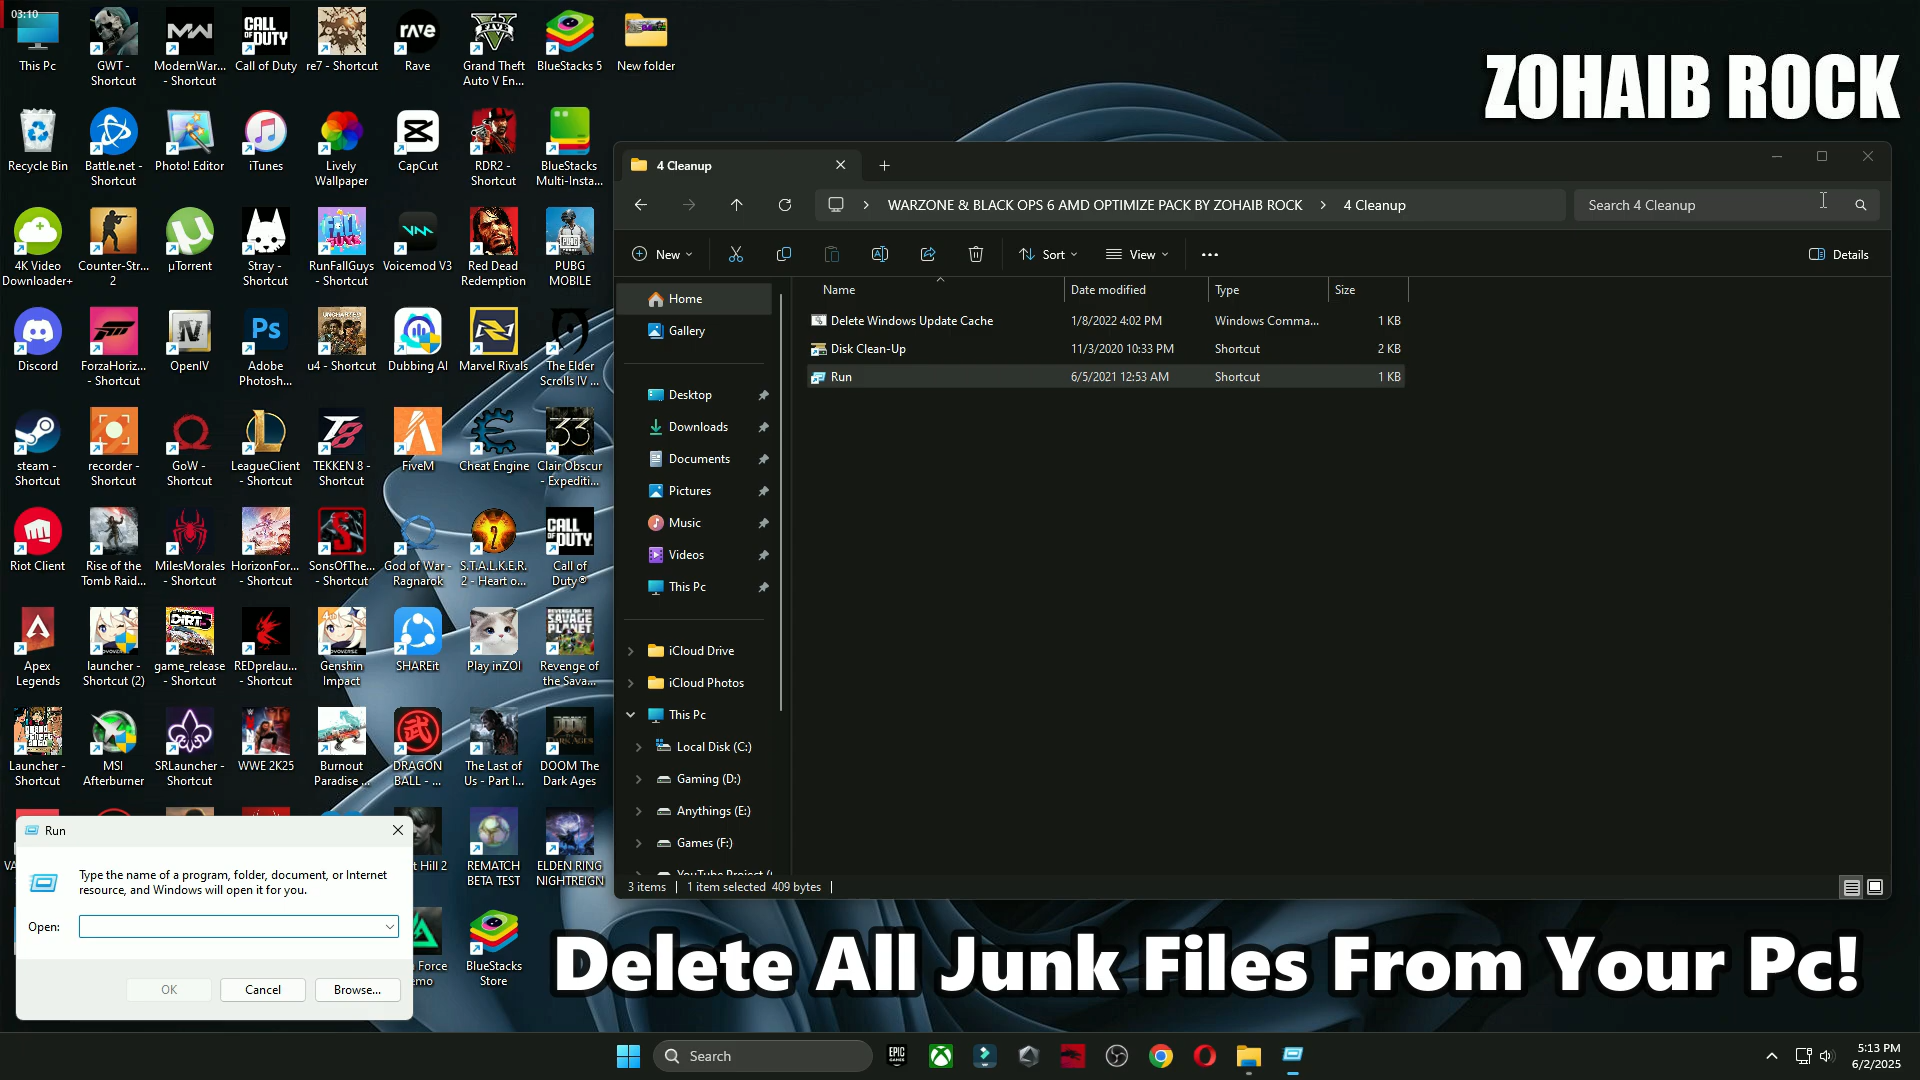 03:10
This Pc
GWT - Shortcut
ModernWar... - Shortcut
Call of Duty
re7 - Shortcut
Rave
Grand Theft Auto V En...
BlueStacks 5
New folder
ZOHAIB ROCK
Recycle Bin
Battle.net - Shortcut
Photo! Editor
iTunes
Lively Wallpaper
CapCut
RDR2 - Shortcut
BlueStacks Multi-Insta...
4K Video Downloader+
Counter-Str... 2
µTorrent
Stray - Shortcut
RunFallGuys - Shortcut
Voicemod V3
Red Dead Redemption
PUBG MOBILE
Discord
ForzaHoriz... - Shortcut
OpenIV
Adobe Photosh...
u4 - Shortcut
Dubbing AI
Marvel Rivals
The Elder Scrolls IV ...
steam - Shortcut
recorder - Shortcut
GoW - Shortcut
LeagueClient - Shortcut
TEKKEN 8 - Shortcut
FiveM
Cheat Engine
Clair Obscur - Expediti...
Riot Client
Rise of the Tomb Raid...
MilesMorales - Shortcut
HorizonFor... - Shortcut
SonsOfThe... - Shortcut
God of War - Ragnarok
S.T.A.L.K.E.R. 2 - Heart o...
Call of Duty®
Apex Legends
launcher - Shortcut (2)
game_release - Shortcut
REDprelau... - Shortcut
Genshin Impact
SHAREit
Play inZOI
Revenge of the Sava...
Launcher - Shortcut
MSI Afterburner
SRLauncher - Shortcut
WWE 2K25
Burnout Paradise ...
DRAGON BALL - ...
The Last of Us - Part I...
DOOM The Dark Ages
t Hill 2
REMATCH BETA TEST
ELDEN RING NIGHTREIGN
Force
emo
BlueStacks Store
4 Cleanup
WARZONE & BLACK OPS 6 AMD OPTIMIZE PACK BY ZOHAIB ROCK > 4 Cleanup
Search 4 Cleanup
New
Sort
View
Details
Name Date modified Type Size
Delete Windows Update Cache 1/8/2022 4:02 PM Windows Comma... 1 KB
Disk Clean-Up 11/3/2020 10:33 PM Shortcut 2 KB
Run 6/5/2021 12:53 AM Shortcut 1 KB
Home
Gallery
Desktop
Downloads
Documents
Pictures
Music
Videos
This Pc
iCloud Drive
iCloud Photos
This Pc
Local Disk (C:)
Gaming (D:)
Anythings (E:)
Games (F:)
3 items
1 item selected 409 bytes
Run
Type the name of a program, folder, document, or Internet
resource, and Windows will open it for you.
Open:
OK
Cancel
Browse...
Delete All Junk Files From Your Pc!
Search
5:13 PM
6/2/2025